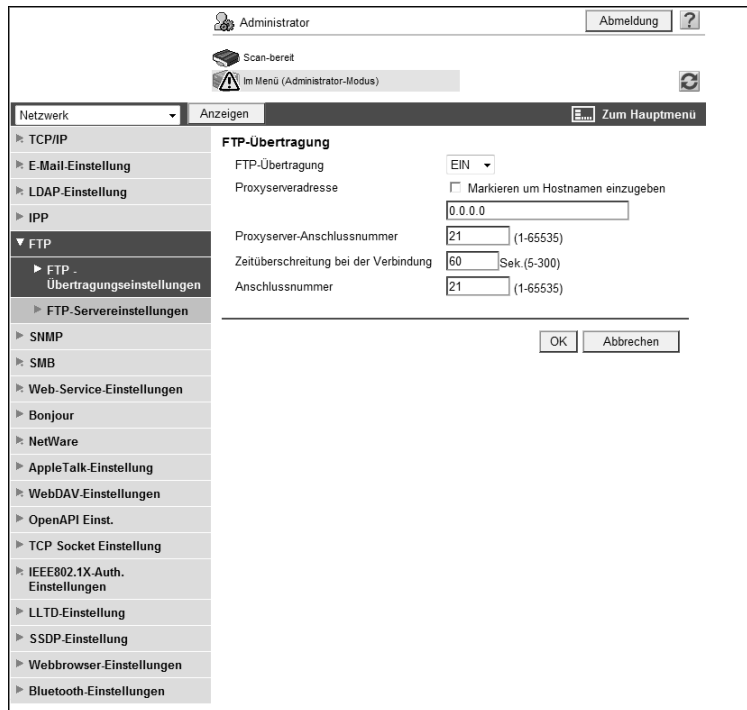 Administrator
Abmeldung
?
Scan-bereit
Im Menü (Administrator-Modus)
Netzwerk
Anzeigen
Zum Hauptmenü
TCP/IP
E-Mail-Einstellung
LDAP-Einstellung
IPP
FTP
FTP -
Übertragungseinstellungen
FTP-Servereinstellungen
SNMP
SMB
Web-Service-Einstellungen
Bonjour
NetWare
AppleTalk-Einstellung
WebDAV-Einstellungen
OpenAPI Einst.
TCP Socket Einstellung
IEEE802.1X-Auth.
Einstellungen
LLTD-Einstellung
SSDP-Einstellung
Webbrowser-Einstellungen
Bluetooth-Einstellungen
FTP-Übertragung
FTP-Übertragung EIN
Proxyserveradresse Markieren um Hostnamen einzugeben
0.0.0.0
Proxyserver-Anschlussnummer 21 (1-65535)
Zeitüberschreitung bei der Verbindung 60 Sek.(5-300)
Anschlussnummer 21 (1-65535)
OK Abbrechen